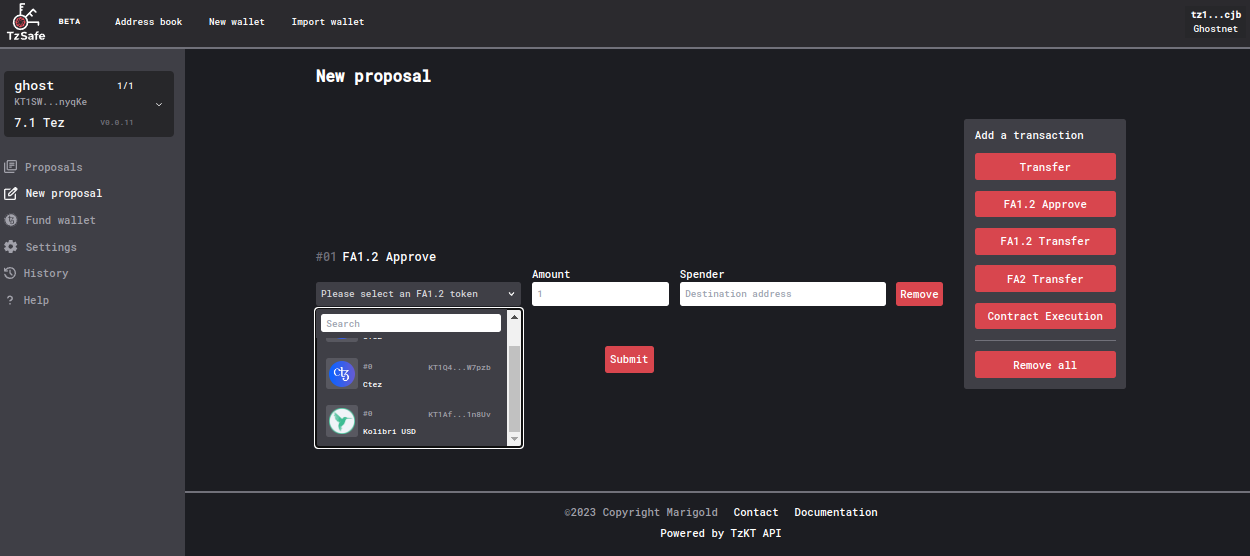 TzSafe
BETA
Address book
New wallet
Import wallet
tz1...cjb
Ghostnet
ghost
1/1
KT1SW...nyqKe
7.1 Tez
V0.0.11
Proposals
New proposal
Fund wallet
Settings
History
? Help
New proposal
#01 FA1.2 Approve
Please select an FA1.2 token
Amount
1
Spender
Destination address
Remove
Search
Ctez
#0
KT1Q4...W7pzb
Ctez
#0
KT1Af...1n8Uv
Kolibri USD
Submit
Add a transaction
Transfer
FA1.2 Approve
FA1.2 Transfer
FA2 Transfer
Contract Execution
Remove all
©2023 Copyright Marigold
Contact
Documentation
Powered by TzKT API